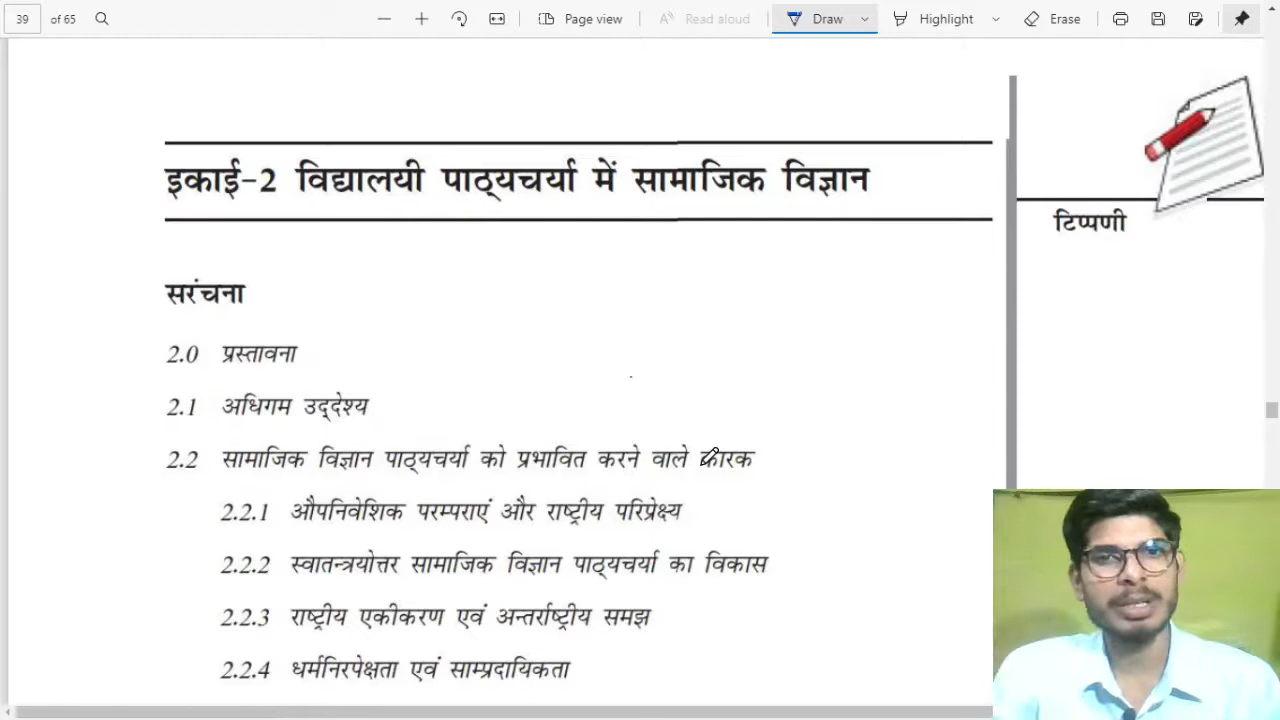 39 of 65 Page view Read aloud Draw Highlight Erase
इकाई-2 विद्यालयी पाठ्यचर्या में सामाजिक विज्ञान
टिप्पणी
सरंचना
2.0 प्रस्तावना
2.1 अधिगम उद्देश्य
2.2 सामाजिक विज्ञान पाठ्यचर्या को प्रभावित करने वाले कारक
2.2.1 औपनिवेशिक परम्पराएं और राष्ट्रीय परिप्रेक्ष्य
2.2.2 स्वातन्त्रयोत्तर सामाजिक विज्ञान पाठ्यचर्या का विकास
2.2.3 राष्ट्रीय एकीकरण एवं अन्तर्राष्ट्रीय समझ
2.2.4 धर्मनिरपेक्षता एवं साम्प्रदायिकता